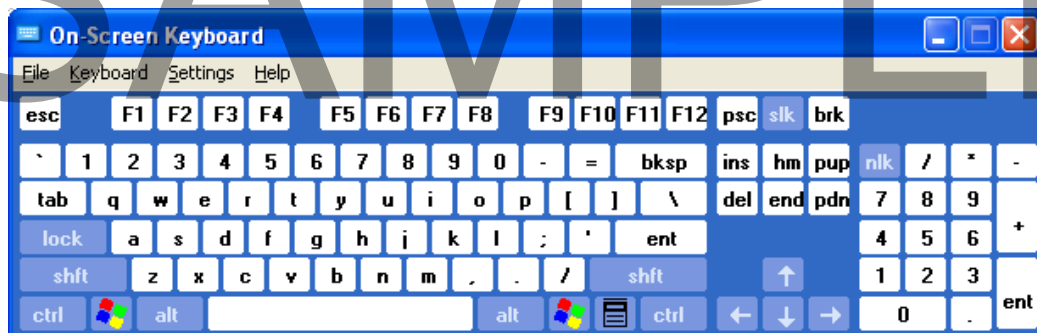 SAMPLE
On-Screen Keyboard
File Keyboard Settings Help
esc F1 F2 F3 F4 F5 F6 F7 F8 F9 F10 F11 F12 psc slk brk
` 1 2 3 4 5 6 7 8 9 0 - = bksp ins hm pup nlk / * -
tab q w e r t y u i o p [ ] \ del end pdn 7 8 9 +
lock a s d f g h j k l ; ' ent 4 5 6
shft z x c v b n m , . / shft ↑ 1 2 3 ent
ctrl alt alt ctrl ← ↓ → 0 .